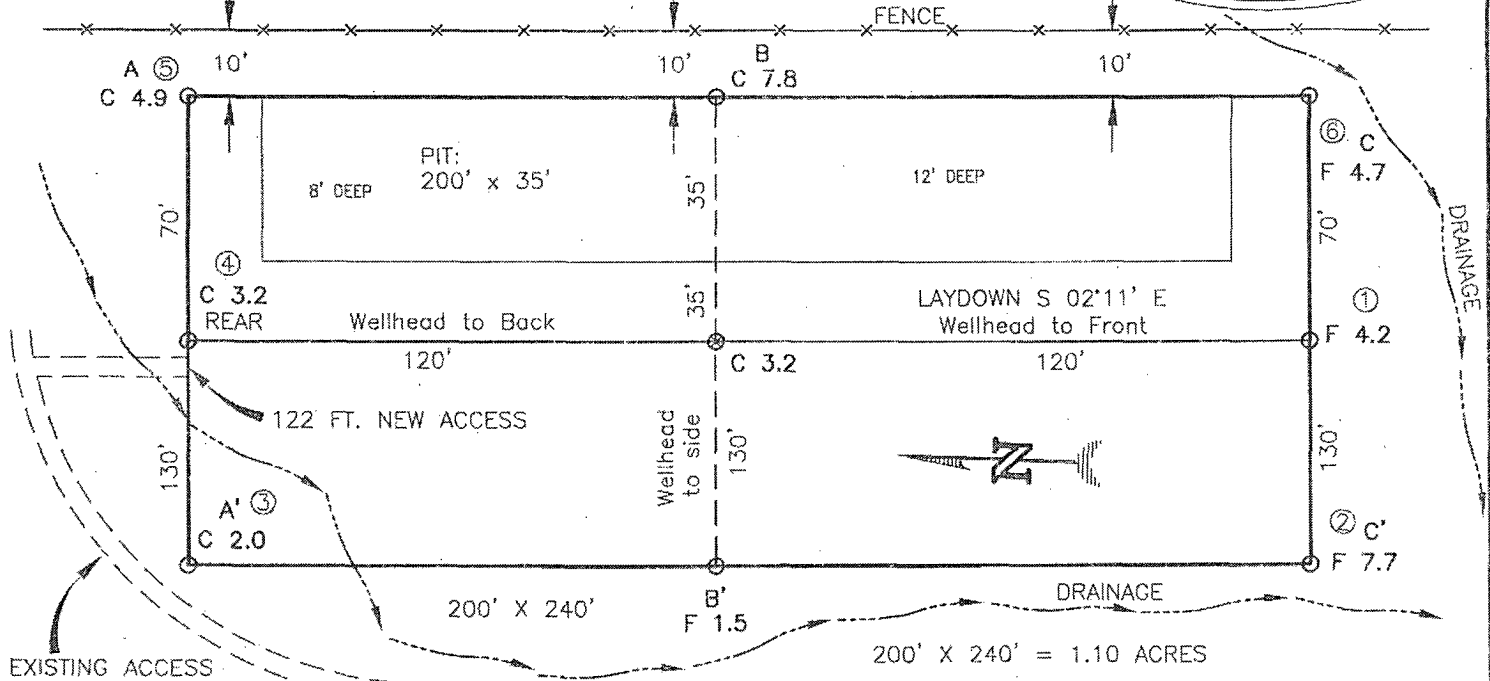 FENCE
A ⑤
10'
10'
B
10'
C 4.9
C 7.8
⑥ C
F 4.7
PIT:
200' x 35'
8' DEEP
12' DEEP
35'
70'
70'
DRAINAGE
④
C 3.2
REAR
Wellhead to Back
120'
35'
LAYDOWN S 02°11' E
Wellhead to Front
120'
①
F 4.2
C 3.2
122 FT. NEW ACCESS
Wellhead
to side
130'
130'
130'
N
A' ③
C 2.0
② C'
F 7.7
200' X 240'
B'
F 1.5
DRAINAGE
EXISTING ACCESS
200' X 240' = 1.10 ACRES